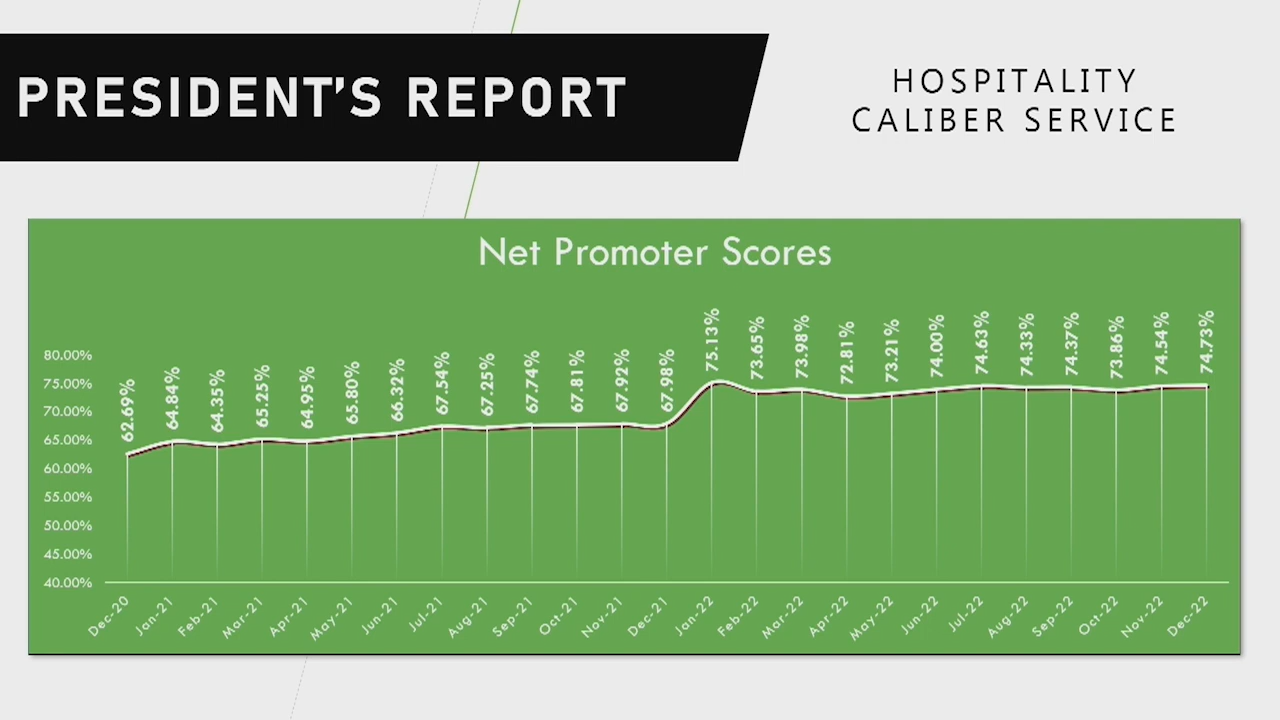 PRESIDENT'S REPORT
HOSPITALITY
CALIBER SERVICE
Net Promoter Scores
80.00%
75.00%
70.00%
65.00%
60.00%
55.00%
50.00%
45.00%
40.00%
62.69%
64.84%
64.35%
65.25%
64.95%
65.80%
66.32%
67.54%
67.25%
67.74%
67.81%
67.92%
67.98%
75.13%
73.65%
73.98%
72.81%
73.21%
74.00%
74.63%
74.33%
74.37%
73.86%
74.54%
74.73%
Dec-20
Jan-21
Feb-21
Mar-21
Apr-21
May-21
Jun-21
Jul-21
Aug-21
Sep-21
Oct-21
Nov-21
Dec-21
Jan-22
Feb-22
Mar-22
Apr-22
May-22
Jun-22
Jul-22
Aug-22
Sep-22
Oct-22
Nov-22
Dec-22